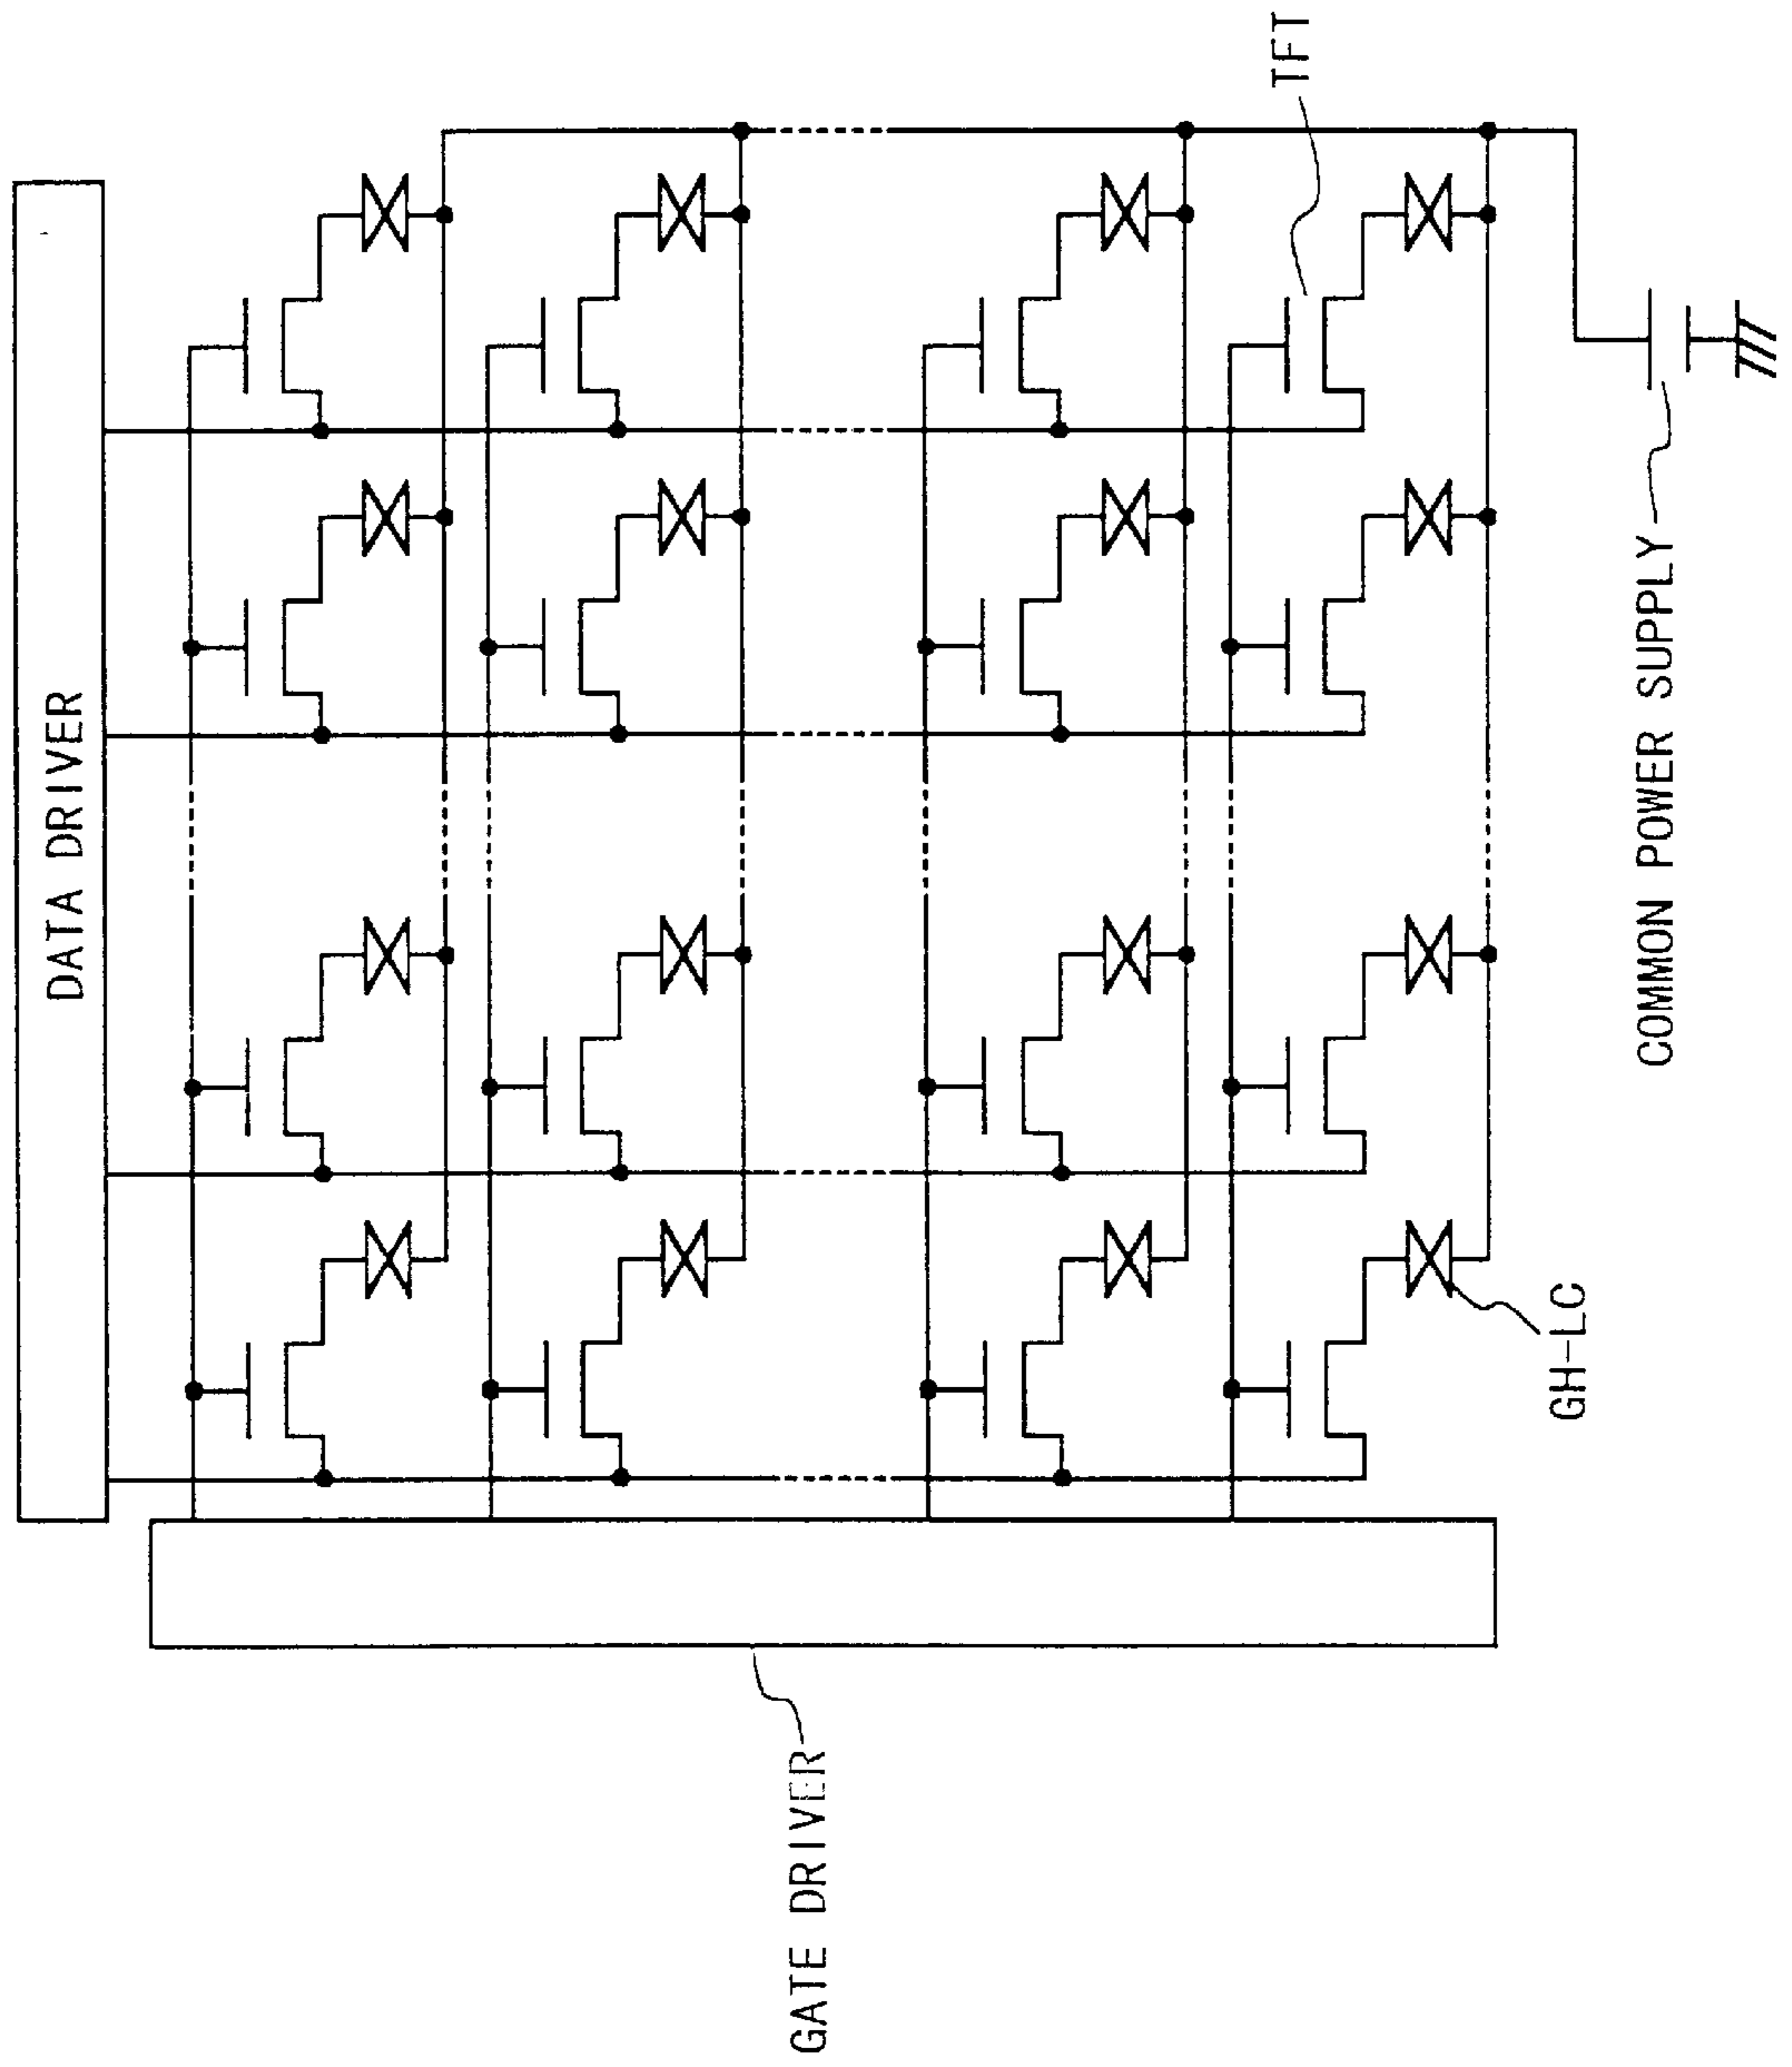 DATA DRIVER
TFT
COMMON POWER SUPPLY
GH-LC
GATE DRIVER